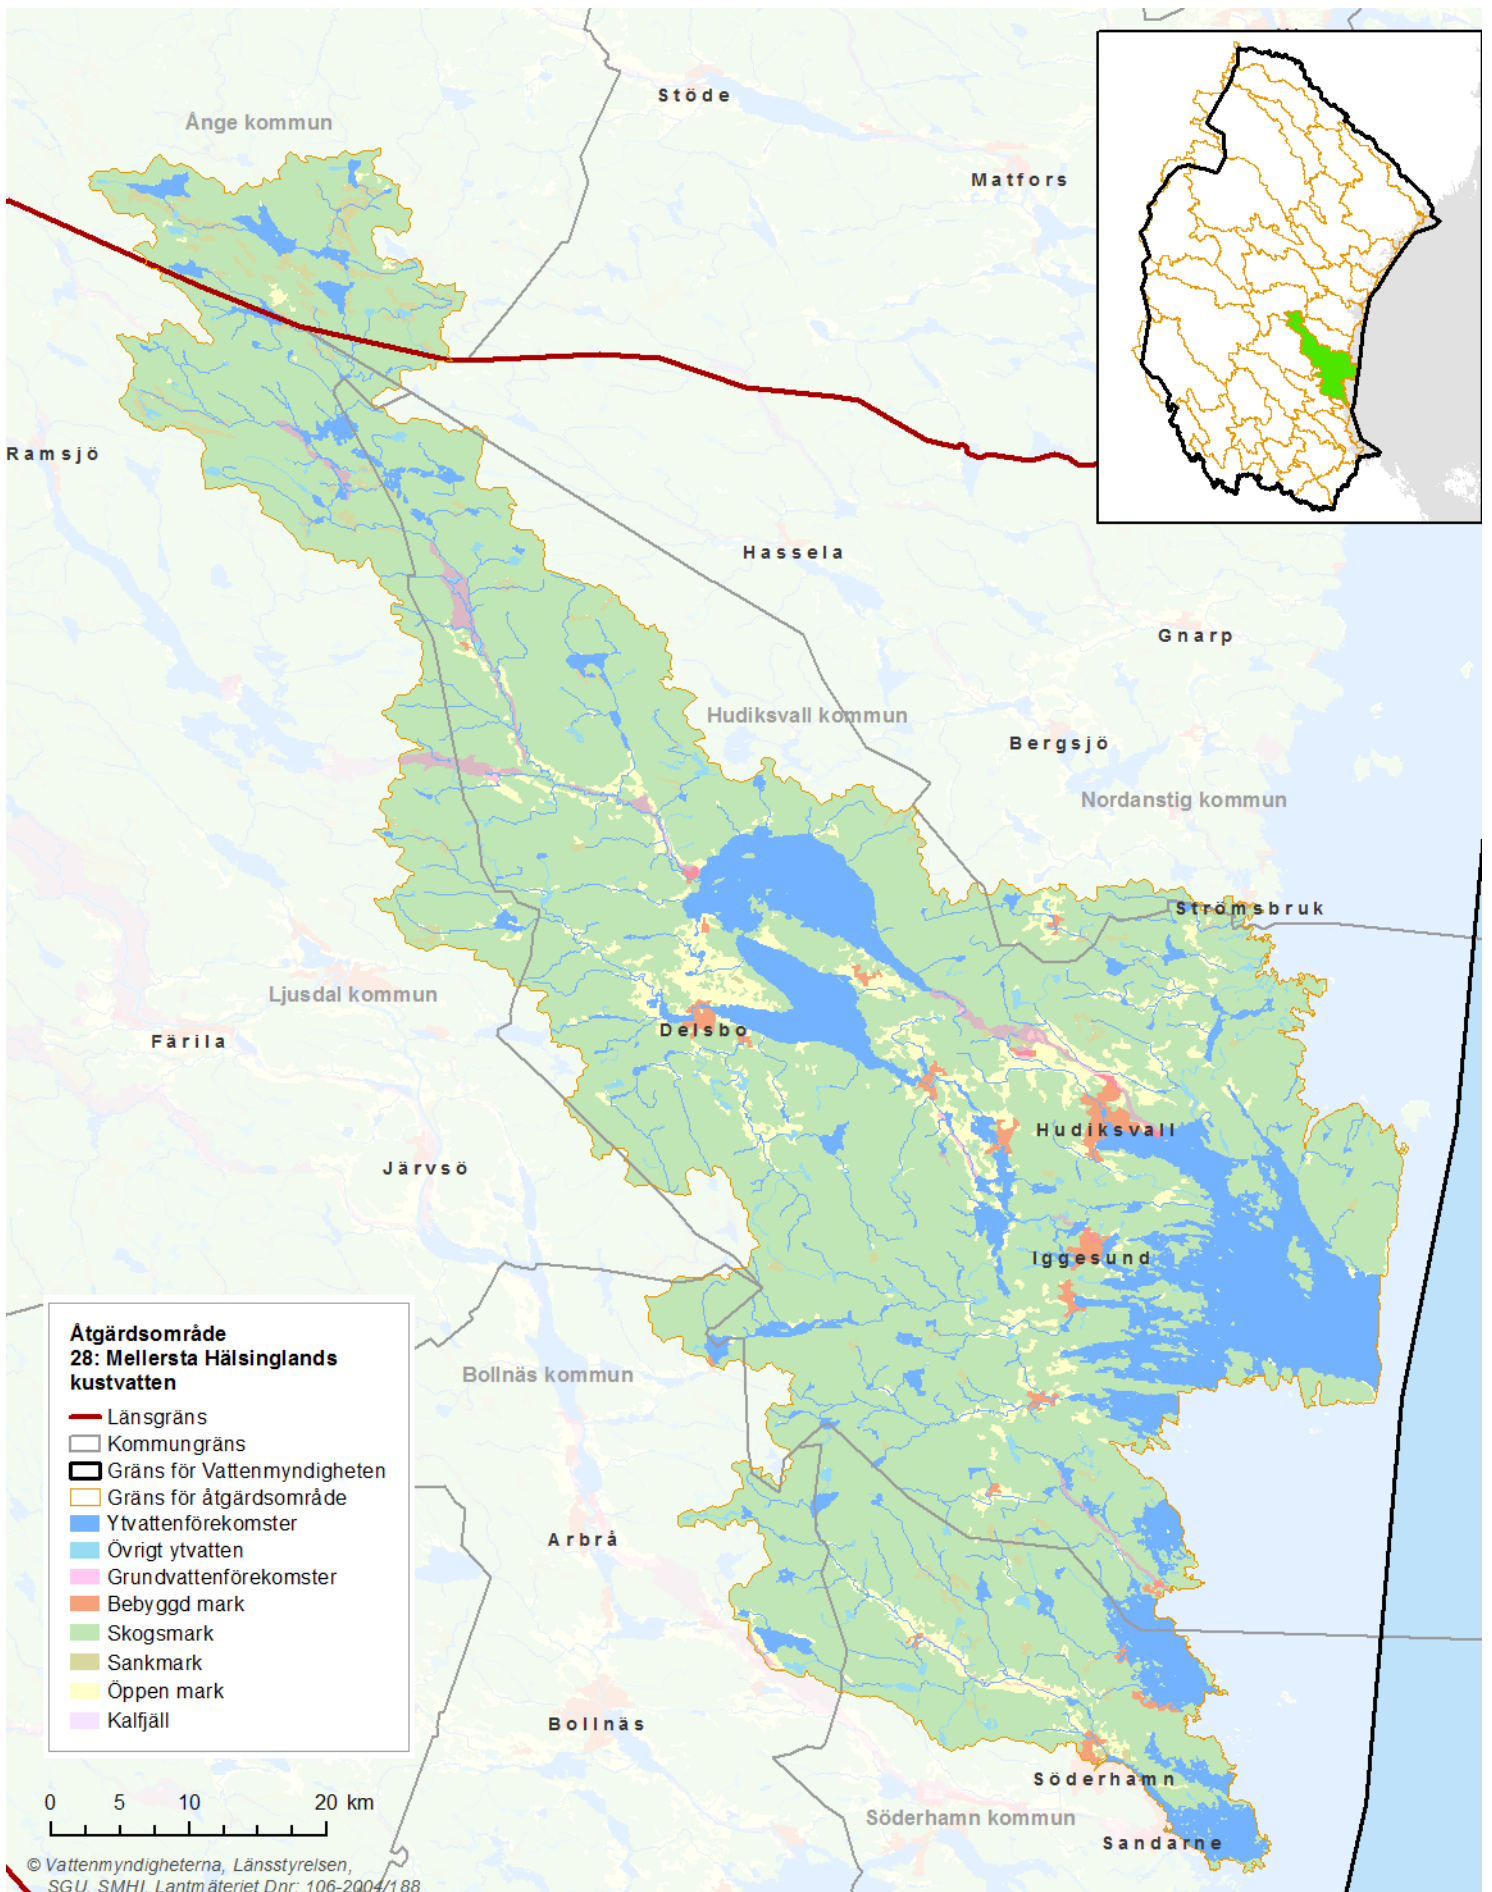 Stöde
Ånge kommun
Matfors
Ramsjö
Hassela
Gnarp
Hudiksvall kommun
Bergsjö
Nordanstig kommun
Strömsbruk
Ljusdal kommun
Färila
Delsbo
Hudiksvall
Järvsö
Iggesund
Åtgärdsområde
28: Mellersta Hälsinglands
kustvatten
Länsgräns
Kommungräns
Gräns för Vattenmyndigheten
Gräns för åtgärdsområde
Ytvattenförekomster
Övrigt ytvatten
Grundvattenförekomster
Bebyggd mark
Skogsmark
Sankmark
Öppen mark
Kalfjäll
Bollnäs kommun
Arbrå
Bollnäs
Söderhamn
Söderhamn kommun
Sandarne
0 5 10 20 km
© Vattenmyndigheterna, Länsstyrelsen,
SGU, SMHI, Lantmäteriet Dnr: 106-2004/188